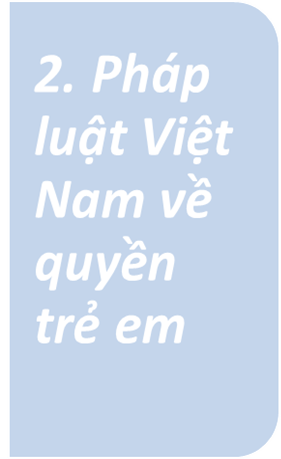 2. Pháp
luật Việt
Nam về
quyền
trẻ em